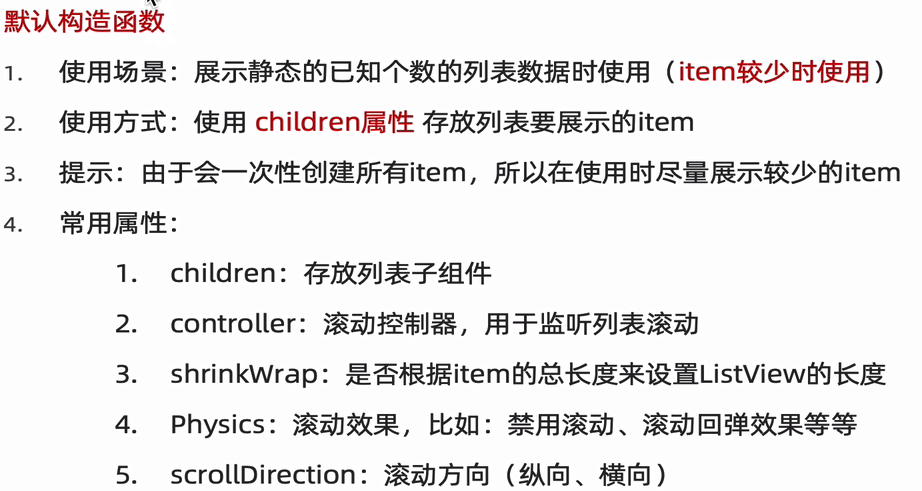 默认构造函数
1. 使用场景：展示静态的已知个数的列表数据时使用（item较少时使用）
2. 使用方式：使用 children属性 存放列表要展示的item
3. 提示：由于会一次性创建所有item，所以在使用时尽量展示较少的item
4. 常用属性：
1. children：存放列表子组件
2. controller：滚动控制器，用于监听列表滚动
3. shrinkWrap：是否根据item的总长度来设置ListView的长度
4. Physics：滚动效果，比如：禁用滚动、滚动回弹效果等等
5. scrollDirection：滚动方向（纵向、横向）